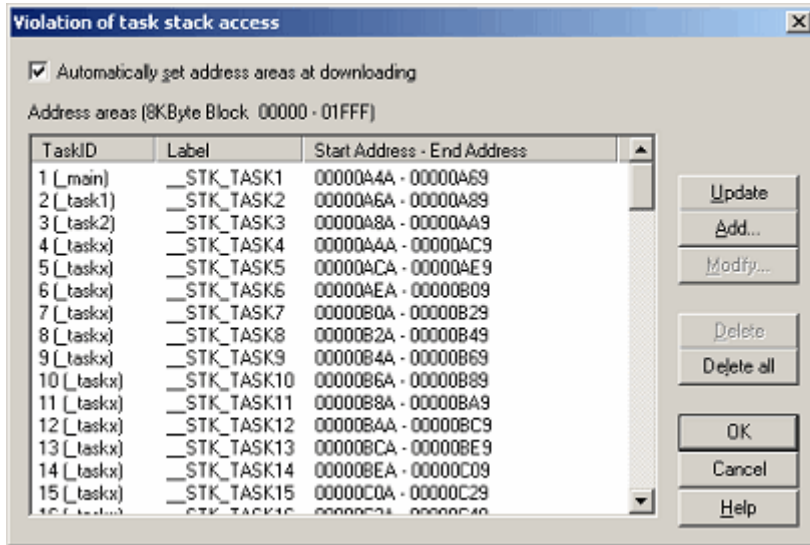 Violation of task stack access
Automatically set address areas at downloading
Address areas (8KByte Block 00000 - 01FFF)
TaskID Label Start Address - End Address
1 (_main) __STK_TASK1 00000A4A - 00000A69
2 (_task1) __STK_TASK2 00000A6A - 00000A89
3 (_task2) __STK_TASK3 00000A8A - 00000AA9
4 (_taskx) __STK_TASK4 00000AAA - 00000AC9
5 (_taskx) __STK_TASK5 00000ACA - 00000AE9
6 (_taskx) __STK_TASK6 00000AEA - 00000B09
7 (_taskx) __STK_TASK7 00000B0A - 00000B29
8 (_taskx) __STK_TASK8 00000B2A - 00000B49
9 (_taskx) __STK_TASK9 00000B4A - 00000B69
10 (_taskx) __STK_TASK10 00000B6A - 00000B89
11 (_taskx) __STK_TASK11 00000B8A - 00000BA9
12 (_taskx) __STK_TASK12 00000BAA - 00000BC9
13 (_taskx) __STK_TASK13 00000BCA - 00000BE9
14 (_taskx) __STK_TASK14 00000BEA - 00000C09
15 (_taskx) __STK_TASK15 00000C0A - 00000C29
Update
Add...
Modify...
Delete
Delete all
OK
Cancel
Help